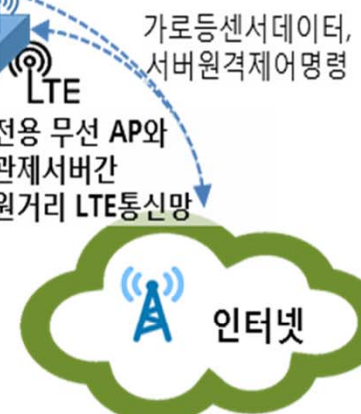 가로등센서데이터,
서버원격제어명령
LTE
전용 무선 AP와
관제서버간
원거리 LTE통신망
인터넷